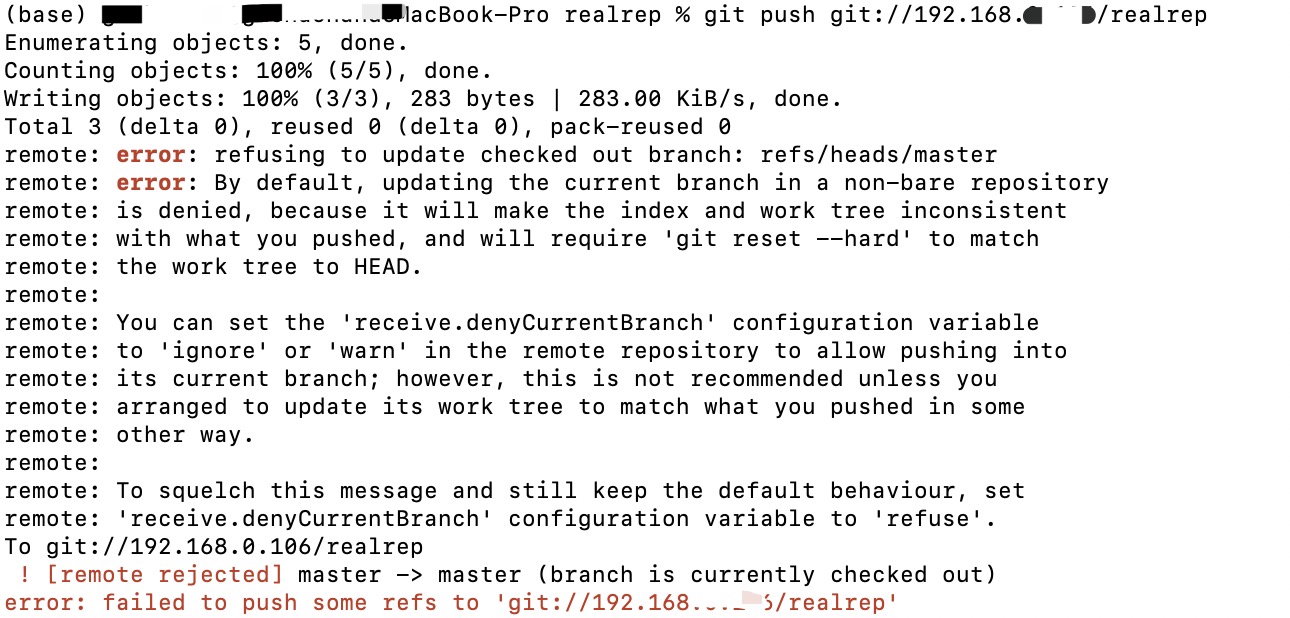 (base) MacBook-Pro realrep % git push git://192.168. /realrep
Enumerating objects: 5, done.
Counting objects: 100% (5/5), done.
Writing objects: 100% (3/3), 283 bytes | 283.00 KiB/s, done.
Total 3 (delta 0), reused 0 (delta 0), pack-reused 0
remote: error: refusing to update checked out branch: refs/heads/master
remote: error: By default, updating the current branch in a non-bare repository
remote: is denied, because it will make the index and work tree inconsistent
remote: with what you pushed, and will require 'git reset --hard' to match
remote: the work tree to HEAD.
remote:
remote: You can set the 'receive.denyCurrentBranch' configuration variable
remote: to 'ignore' or 'warn' in the remote repository to allow pushing into
remote: its current branch; however, this is not recommended unless you
remote: arranged to update its work tree to match what you pushed in some
remote: other way.
remote:
remote: To squelch this message and still keep the default behaviour, set
remote: 'receive.denyCurrentBranch' configuration variable to 'refuse'.
To git://192.168.0.106/realrep
! [remote rejected] master -> master (branch is currently checked out)
error: failed to push some refs to 'git://192.168. /realrep'